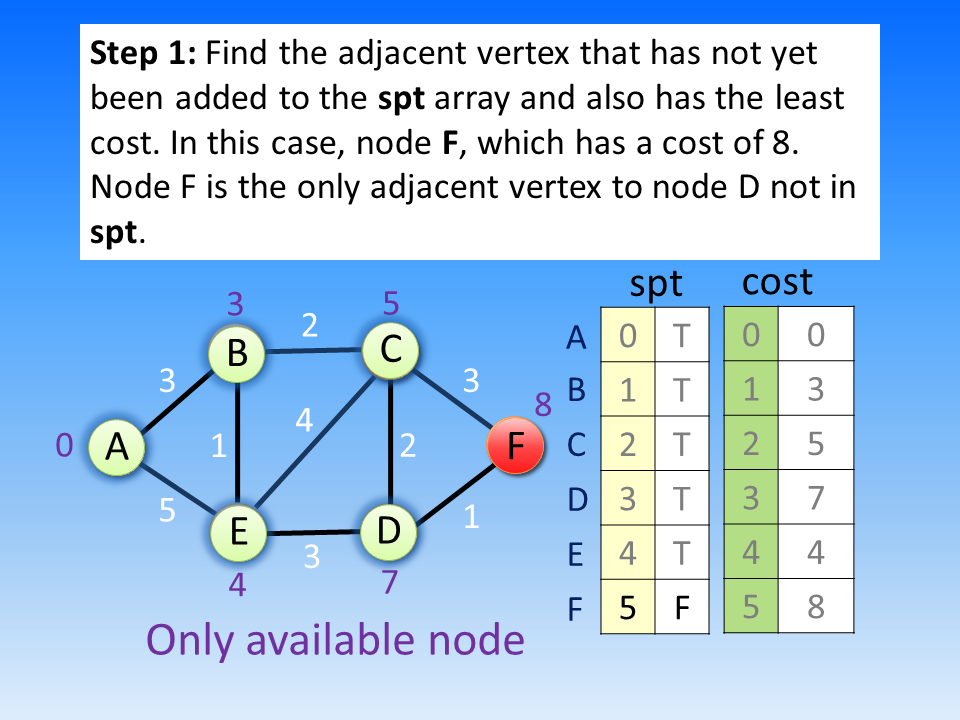 Step 1: Find the adjacent vertex that has not yet
been added to the spt array and also has the least
cost. In this case, node F, which has a cost of 8.
Node F is the only adjacent vertex to node D not in
spt.
spt cost
3 5
2
B C
3 3
4
8
0 A 1 2 F
5 1
E D
3
4 7
Only available node
A 0 T 0 0
B 1 T 1 3
C 2 T 2 5
D 3 T 3 7
E 4 T 4 4
F 5 F 5 8